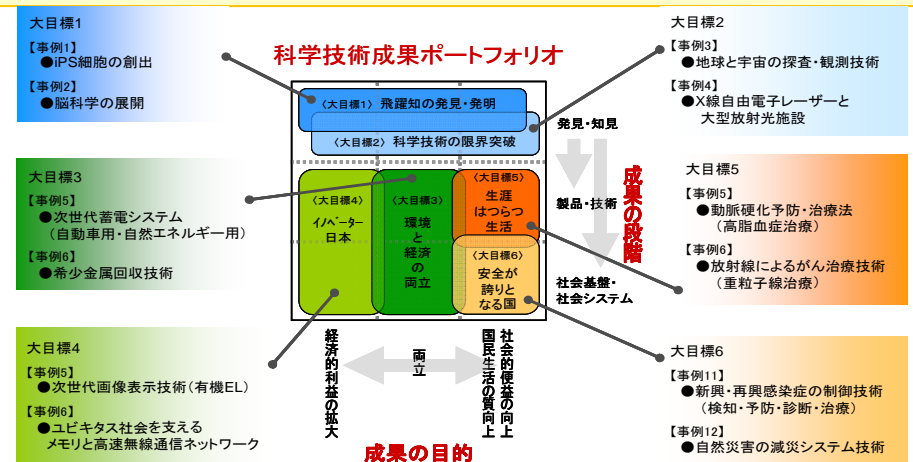 大目標1
【事例1】
●iPS細胞の創出
【事例2】
●脳科学の展開
科学技術成果ポートフォリオ
大目標2
【事例3】
●地球と宇宙の探査・観測技術
【事例4】
●X線自由電子レーザーと
大型放射光施設
〈大目標1〉 飛躍知の発見・発明
〈大目標2〉 科学技術の限界突破
発見・知見
製品・技術
社会基盤・
社会システム
成果の段階
大目標3
【事例5】
●次世代蓄電システム
(自動車用・自然エネルギー用)
【事例6】
●希少金属回収技術
〈大目標4〉
イノベーター
日本
〈大目標3〉
環境
と
経済
の
両立
〈大目標5〉
生涯
はつらつ
生活
〈大目標6〉
安全が
誇りと
なる国
大目標5
【事例5】
●動脈硬化予防・治療法
(高脂血症治療)
【事例6】
●放射線によるがん治療技術
(重粒子線治療)
大目標4
【事例5】
●次世代画像表示技術(有機EL)
【事例6】
●ユビキタス社会を支える
メモリと高速無線通信ネットワーク
経済的利益の拡大
両立
社会的便益の向上
国民生活の質向上
成果の目的
大目標6
【事例11】
●新興・再興感染症の制御技術
(検知・予防・診断・治療)
【事例12】
●自然災害の減災システム技術